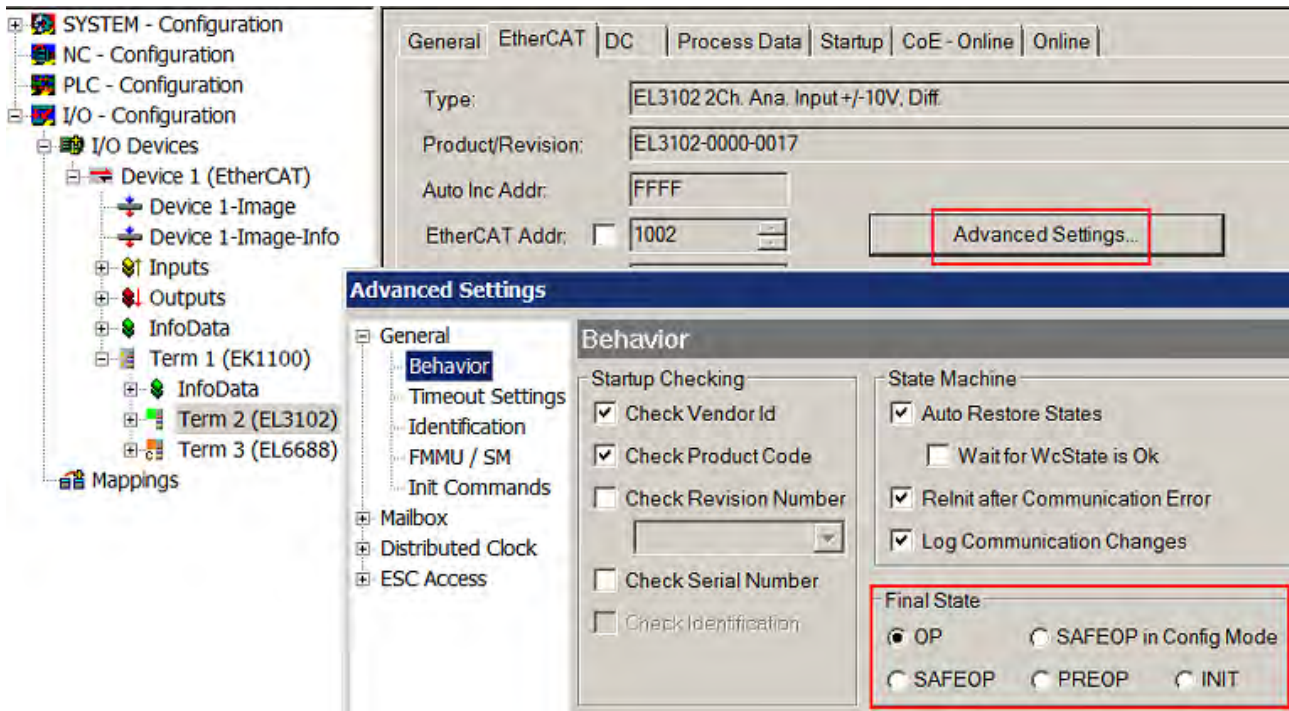 SYSTEM - Configuration
NC - Configuration
PLC - Configuration
I/O - Configuration
I/O Devices
Device 1 (EtherCAT)
Device 1-Image
Device 1-Image-Info
Inputs
Outputs
InfoData
Term 1 (EK1100)
InfoData
Term 2 (EL3102)
Term 3 (EL6688)
Mappings
General EtherCAT DC Process Data Startup CoE - Online Online
Type: EL3102 2Ch. Ana. Input +/-10V, Diff.
Product/Revision: EL3102-0000-0017
Auto Inc Addr: FFFF
EtherCAT Addr: 1002 Advanced Settings...
Advanced Settings
General
Behavior
Timeout Settings
Identification
FMMU / SM
Init Commands
Mailbox
Distributed Clock
ESC Access
Behavior
Startup Checking
Check Vendor Id
Check Product Code
Check Revision Number
Check Serial Number
Check Identification
State Machine
Auto Restore States
Wait for WcState is Ok
ReInit after Communication Error
Log Communication Changes
Final State
OP SAFEOP in Config Mode
SAFEOP PREOP INIT